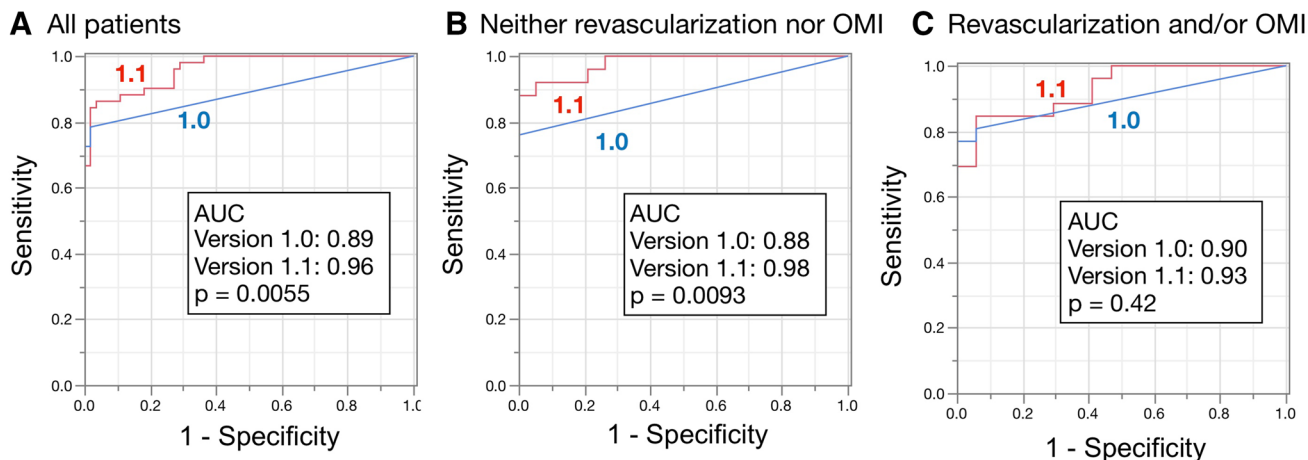 A All patients
1.0
0.8
0.6
0.4
0.2
0.0
Sensitivity
1.1
1.0
AUC
Version 1.0: 0.89
Version 1.1: 0.96
p = 0.0055
0.0 0.2 0.4 0.6 0.8 1.0
1 - Specificity
B Neither revascularization nor OMI
1.0
0.8
0.6
0.4
0.2
0.0
Sensitivity
1.1
1.0
AUC
Version 1.0: 0.88
Version 1.1: 0.98
p = 0.0093
0.0 0.2 0.4 0.6 0.8 1.0
1 - Specificity
C Revascularization and/or OMI
1.0
0.8
0.6
0.4
0.2
0.0
Sensitivity
1.1
1.0
AUC
Version 1.0: 0.90
Version 1.1: 0.93
p = 0.42
0.0 0.2 0.4 0.6 0.8 1.0
1 - Specificity